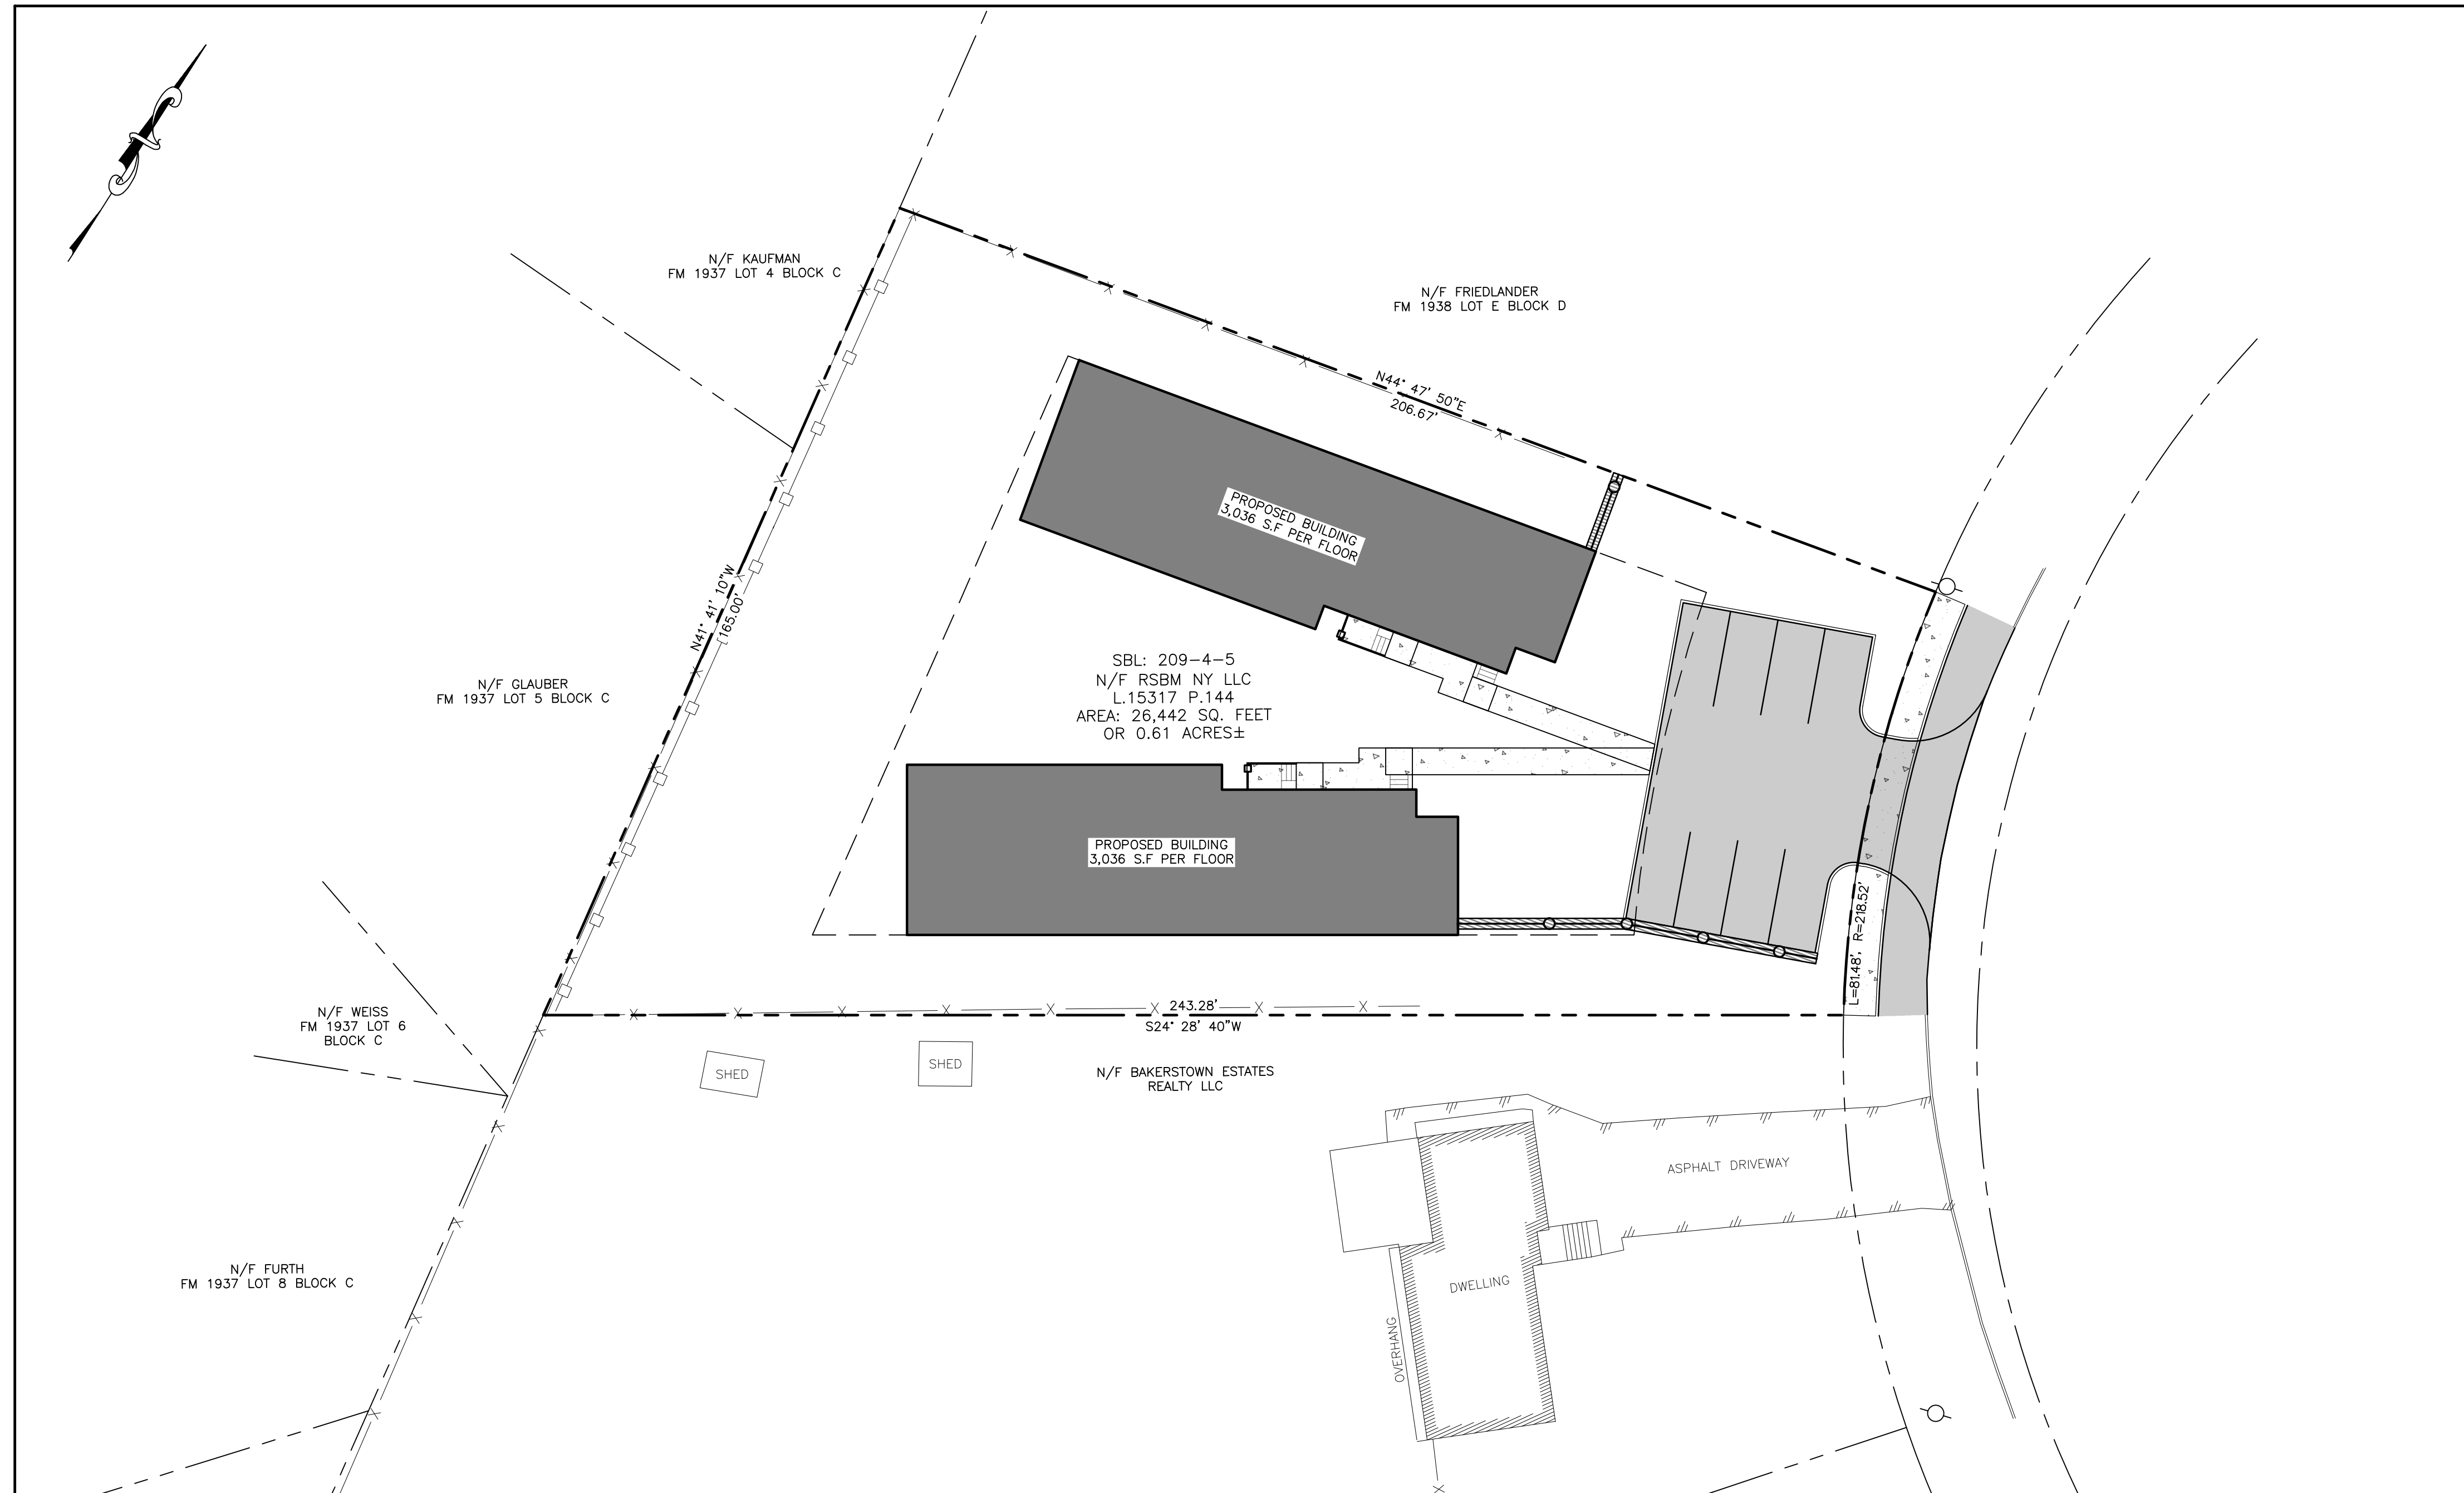 N/F KAUFMAN
FM 1937 LOT 4 BLOCK C
N/F FRIEDLANDER
FM 1938 LOT E BLOCK D
N44° 47' 50"E
206.67'
PROPOSED BUILDING
3,036 S.F PER FLOOR
N41° 41' 10"W
165.00'
SBL: 209-4-5
N/F RSBM NY LLC
L.15317 P.144
AREA: 26,442 SQ. FEET
OR 0.61 ACRES±
N/F GLAUBER
FM 1937 LOT 5 BLOCK C
PROPOSED BUILDING
3,036 S.F PER FLOOR
L=81.48', R=218.52'
243.28'
S24° 28' 40"W
N/F WEISS
FM 1937 LOT 6
BLOCK C
SHED
SHED
N/F BAKERSTOWN ESTATES
REALTY LLC
ASPHALT DRIVEWAY
N/F FURTH
FM 1937 LOT 8 BLOCK C
DWELLING
OVERHANG